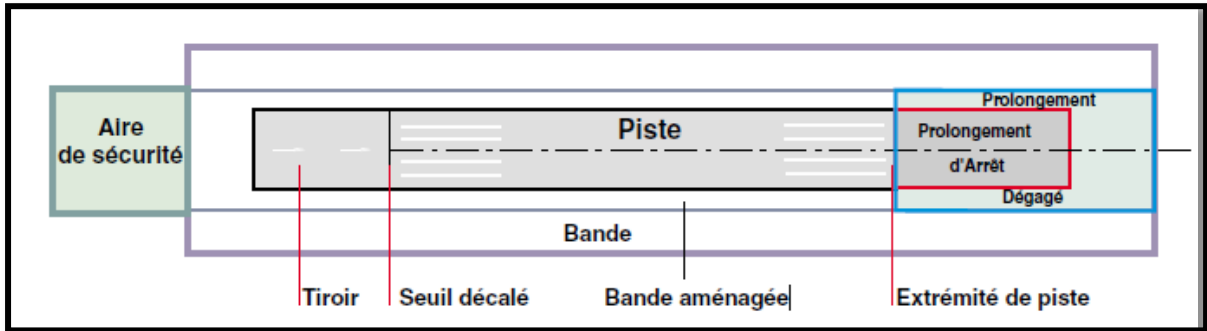 Aire
de sécurité
Piste
Prolongement
Prolongement
d'Arrêt
Dégagé
Bande
Tiroir
Seuil décalé
Bande aménagée
Extrémité de piste